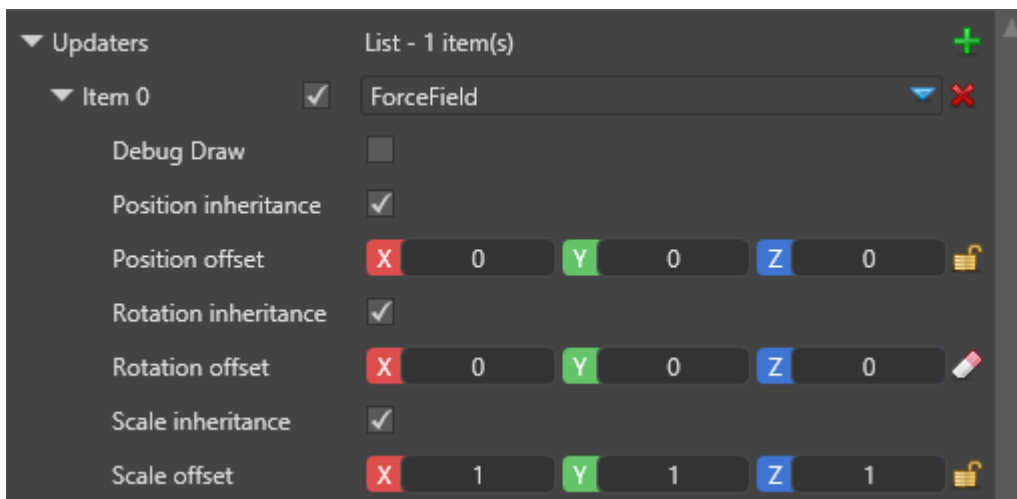 Updaters List - 1 item(s)
Item 0 ForceField
Debug Draw
Position inheritance
Position offset X 0 Y 0 Z 0
Rotation inheritance
Rotation offset X 0 Y 0 Z 0
Scale inheritance
Scale offset X 1 Y 1 Z 1